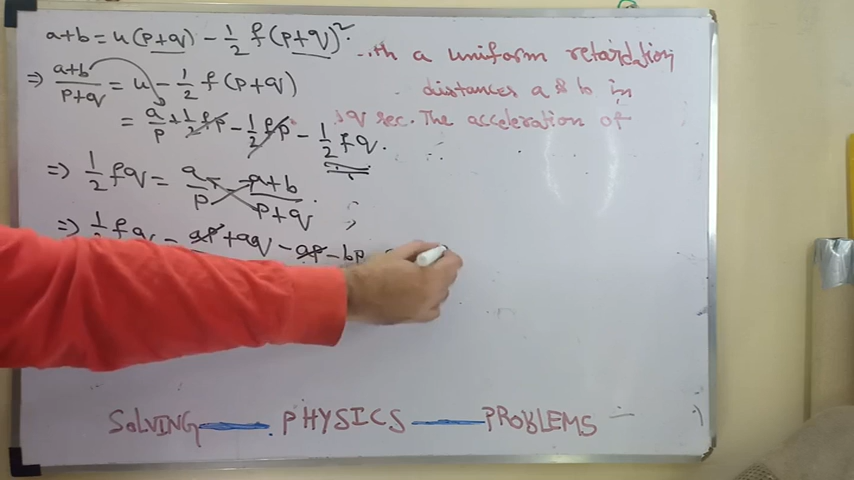 a+b = u(p+q) - 1/2 f(p+q)²
⇒ a+b/p+q = u - 1/2 f(p+q)
= a/p + 1/2 fp - 1/2 fp - 1/2 fq.
⇒ 1/2 fq = a/p - a+b/p+q
⇒ 1/2 fq = ap + aq - ap - bp
a uniform retardation
distances a & b in
q sec. The acceleration of
SOLVING PHYSICS PROBLEMS